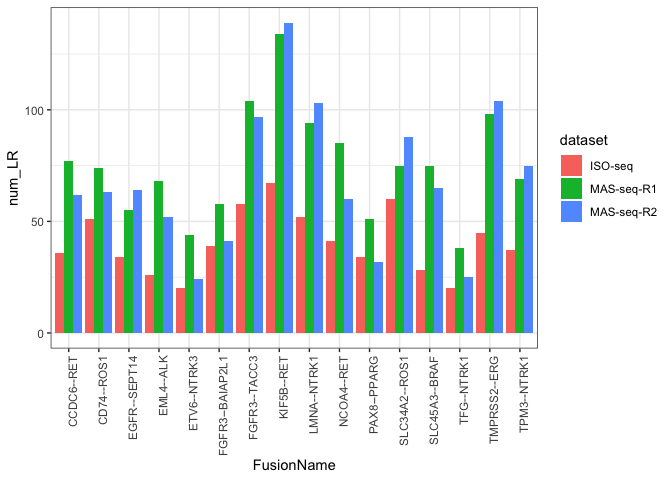 num_LR
100
50
0
CCDC6--RET
CD74--ROS1
EGFR--SEPT14
EML4--ALK
ETV6--NTRK3
FGFR3--BAIAP2L1
FGFR3--TACC3
KIF5B--RET
LMNA--NTRK1
NCOA4--RET
PAX8--PPARG
SLC34A2--ROS1
SLC45A3--BRAF
TFG--NTRK1
TMPRSS2--ERG
TPM3--NTRK1
FusionName
dataset
ISO-seq
MAS-seq-R1
MAS-seq-R2